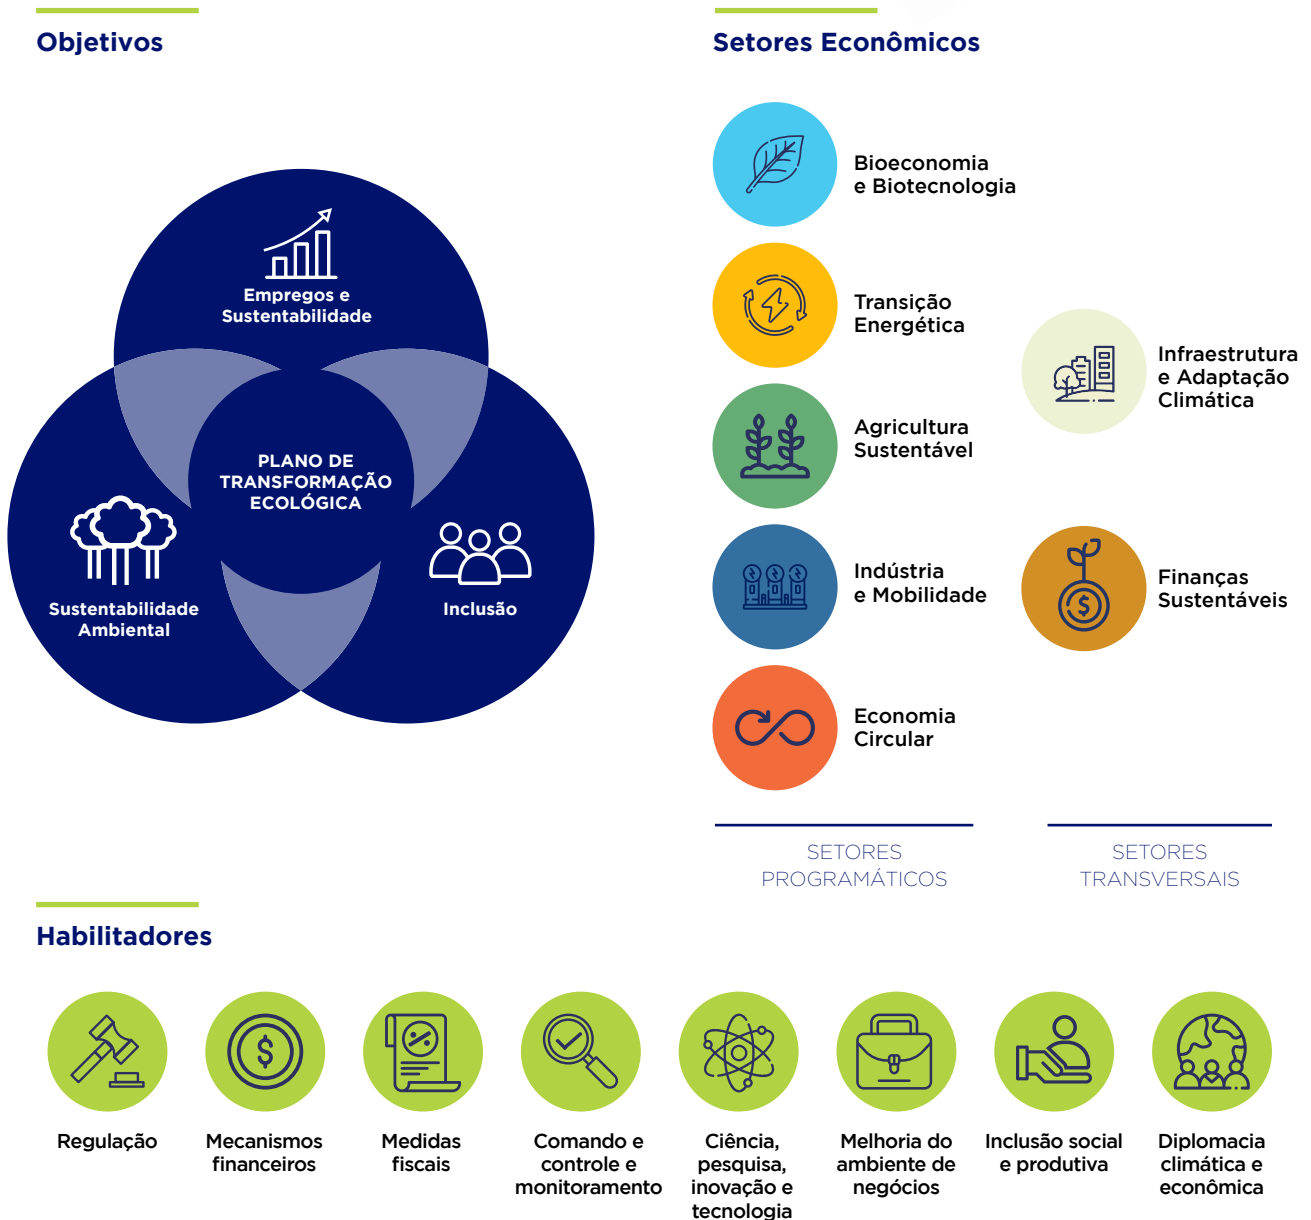 Objetivos
Empregos e
Sustentabilidade
PLANO DE
TRANSFORMAÇÃO
ECOLÓGICA
Sustentabilidade
Ambiental
Inclusão
Setores Econômicos
Bioeconomia
e Biotecnologia
Transição
Energética
Agricultura
Sustentável
Indústria
e Mobilidade
Economia
Circular
SETORES
PROGRAMÁTICOS
Infraestrutura
e Adaptação
Climática
$
Finanças
Sustentáveis
SETORES
TRANSVERSAIS
Habilitadores
Regulação
$
Mecanismos
financeiros
%
Medidas
fiscais
Comando e
controle e
monitoramento
Ciência,
pesquisa,
inovação e
tecnologia
Melhoria do
ambiente de
negócios
Inclusão social
e produtiva
Diplomacia
climática e
econômica